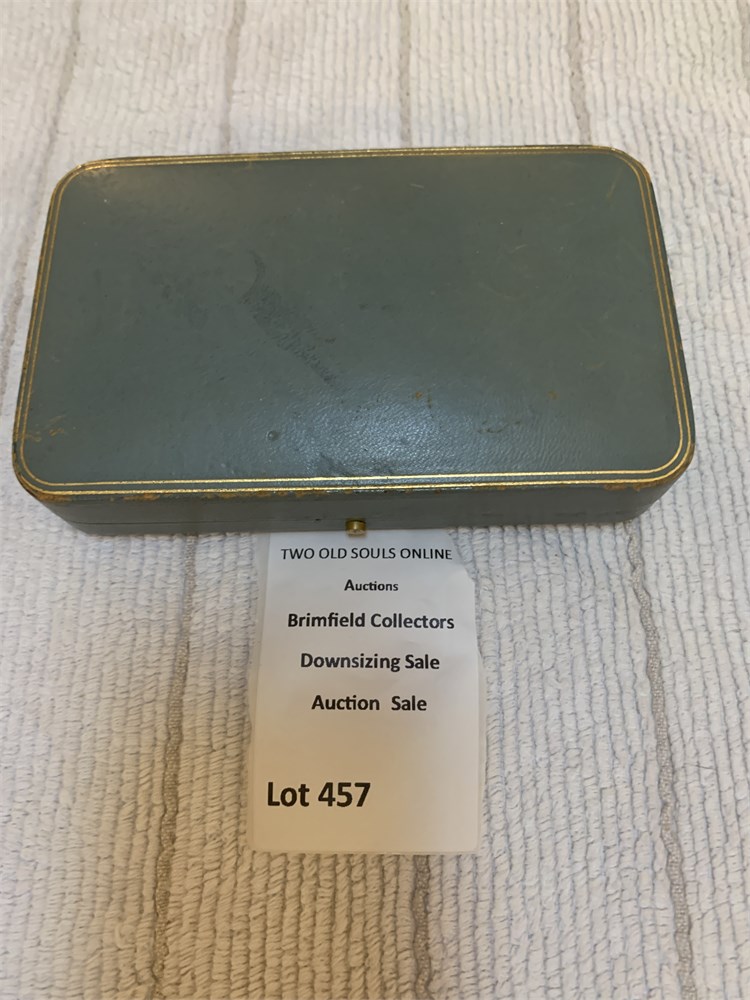 TWO OLD SOULS ONLINE
Auctions
Brimfield Collectors
Downsizing Sale
Auction Sale
Lot 457